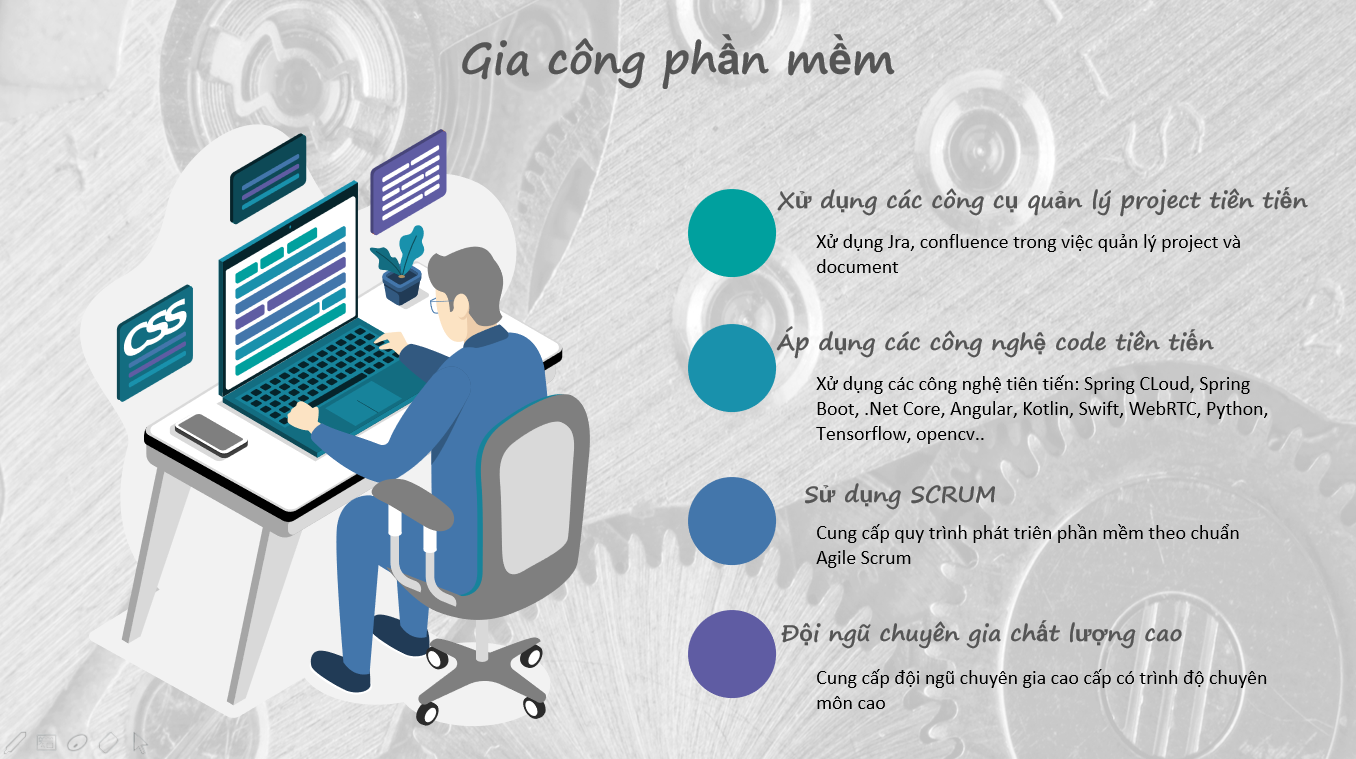 Gia công phần mềm
CSS
Xử dụng các công cụ quản lý project tiên tiến
Xử dụng Jra, confluence trong việc quản lý project và
document
Áp dụng các công nghệ code tiên tiến
Xử dụng các công nghệ tiên tiến: Spring CLoud, Spring
Boot, .Net Core, Angular, Kotlin, Swift, WebRTC, Python,
Tensorflow, opencv..
Sử dụng SCRUM
Cung cấp quy trình phát triên phần mềm theo chuẩn
Agile Scrum
Đội ngũ chuyên gia chất lượng cao
Cung cấp đội ngũ chuyên gia cao cấp có trình độ chuyên
môn cao